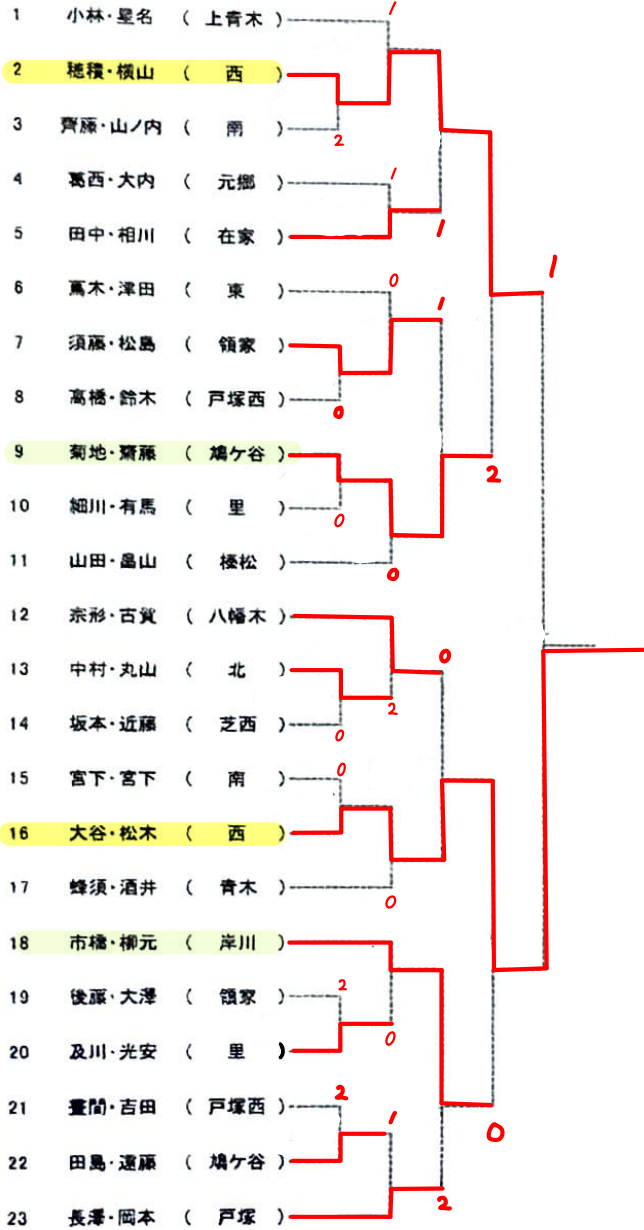 1 小林・星名 ( 上青木 ) 1
2 穂積・横山 ( 西 )
3 齊藤・山ノ内 ( 南 ) 2
4 葛西・大内 ( 元郷 ) 1
5 田中・相川 ( 在家 ) 1 1
6 蔦木・津田 ( 東 ) 0
7 須藤・松島 ( 領家 ) 1
8 高橋・鈴木 ( 戸塚西 ) 0
9 菊地・齋藤 ( 鳩ケ谷 ) 2
10 細川・有馬 ( 里 ) 0
11 山田・畠山 ( 榛松 ) 0
12 宗形・古賀 ( 八幡木 ) 0
13 中村・丸山 ( 北 ) 2
14 坂本・近藤 ( 芝西 ) 0
15 宮下・宮下 ( 南 ) 0
16 大谷・松木 ( 西 )
17 蜂須・酒井 ( 青木 ) 0
18 市橋・柳元 ( 岸川 )
19 後藤・大澤 ( 領家 ) 2
20 及川・光安 ( 里 ) 0
21 間・吉田 ( 戸塚西 ) 2 1 0
22 田島・遠藤 ( 鳩ケ谷 )
23 長澤・岡本 ( 戸塚 ) 2